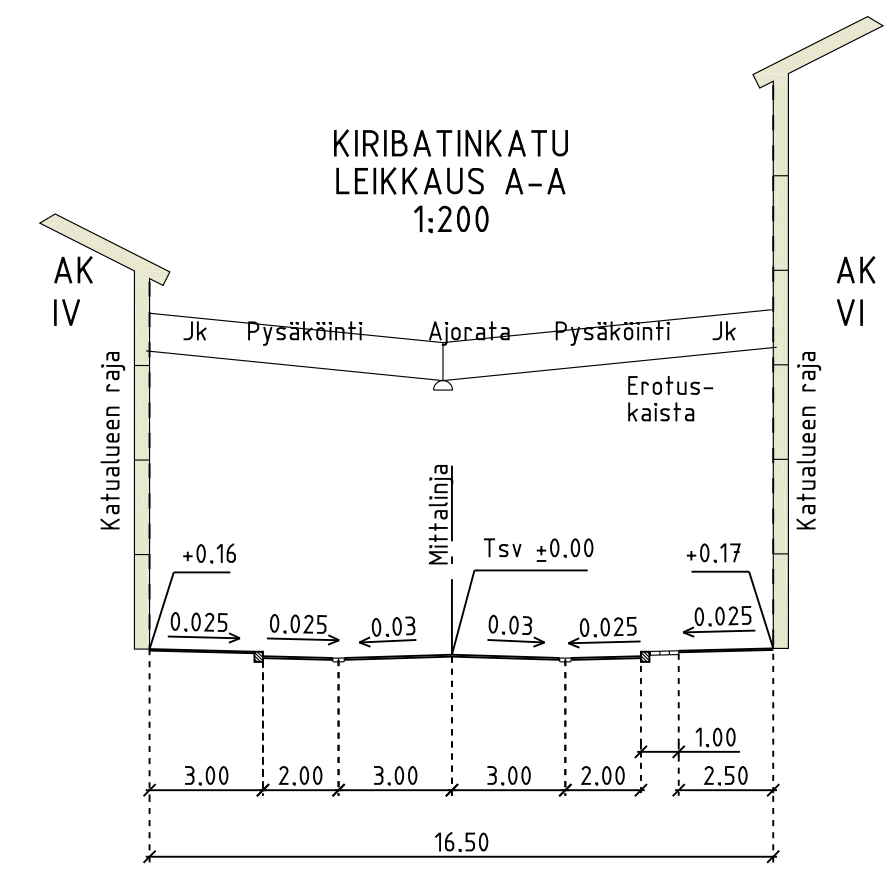 KIRIBATINKATU
LEIKKAUS A-A
1:200
AK
IV
AK
VI
Jk Pysäköinti Ajorata Pysäköinti Jk
Erotus-
kaista
Katualueen raja
Katualueen raja
Mittalinja
+0.16
Tsv ±0.00
+0.17
0.025 0.025 0.03 0.03 0.025 0.025
1.00
3.00 2.00 3.00 3.00 2.00 2.50
16.50